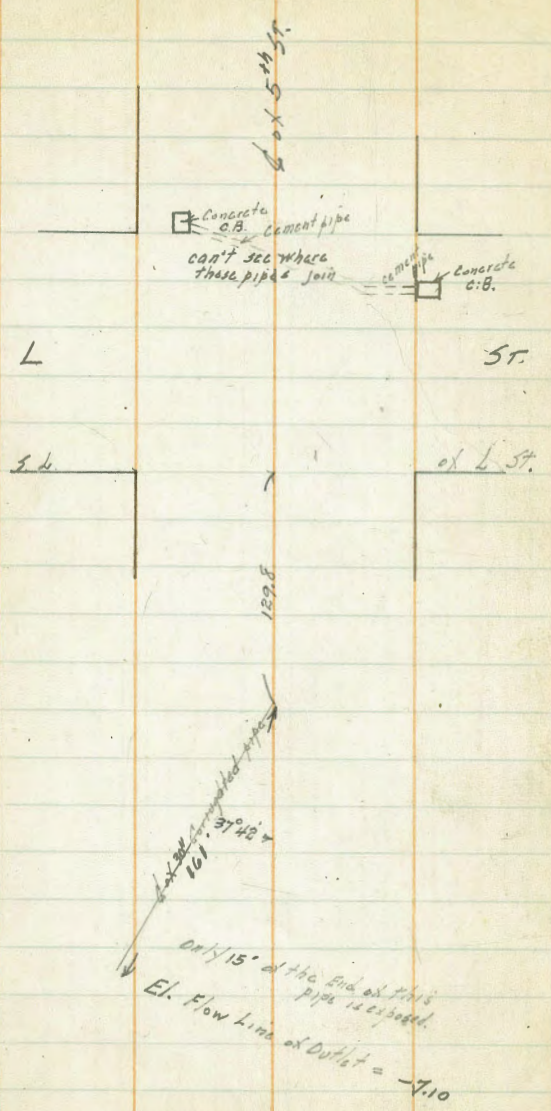 ℄ of 5th St.
Concrete
C.B.
Cement pipe
can't see where
these pipes join
cement
pipe
Concrete
C.B.
L
ST.
S.L.
of L St.
129.8
℄ of 30" Corrugated pipe
161'
37°42'
Only 15' of the End of this
pipe is exposed.
El. Flow Line of Outlet = -7.10